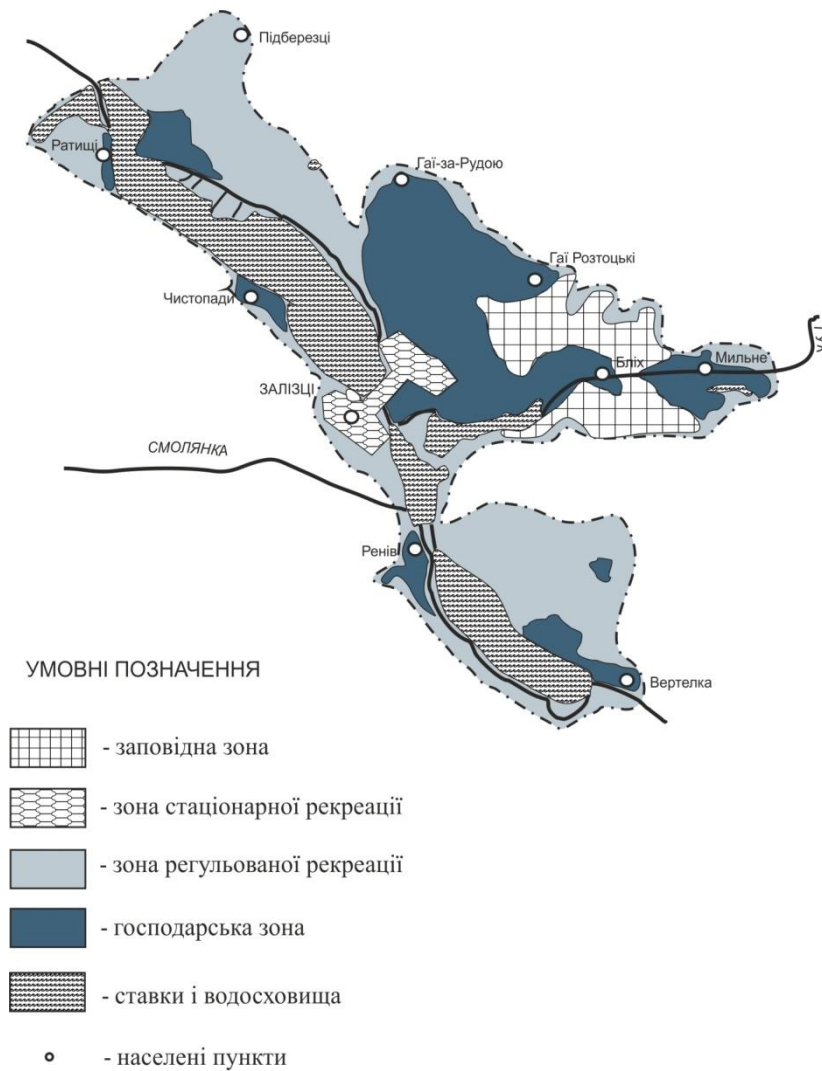 Підберезці
Ратищі
Гаї-за-Рудою
Гаї Розтоцькі
Чистопади
Бліх
Мильне
ЗАЛІЗЦІ
СМОЛЯНКА
Ренів
Вертелка
УМОВНІ ПОЗНАЧЕННЯ
- заповідна зона
- зона стаціонарної рекреації
- зона регульованої рекреації
- господарська зона
- ставки і водосховища
- населені пункти